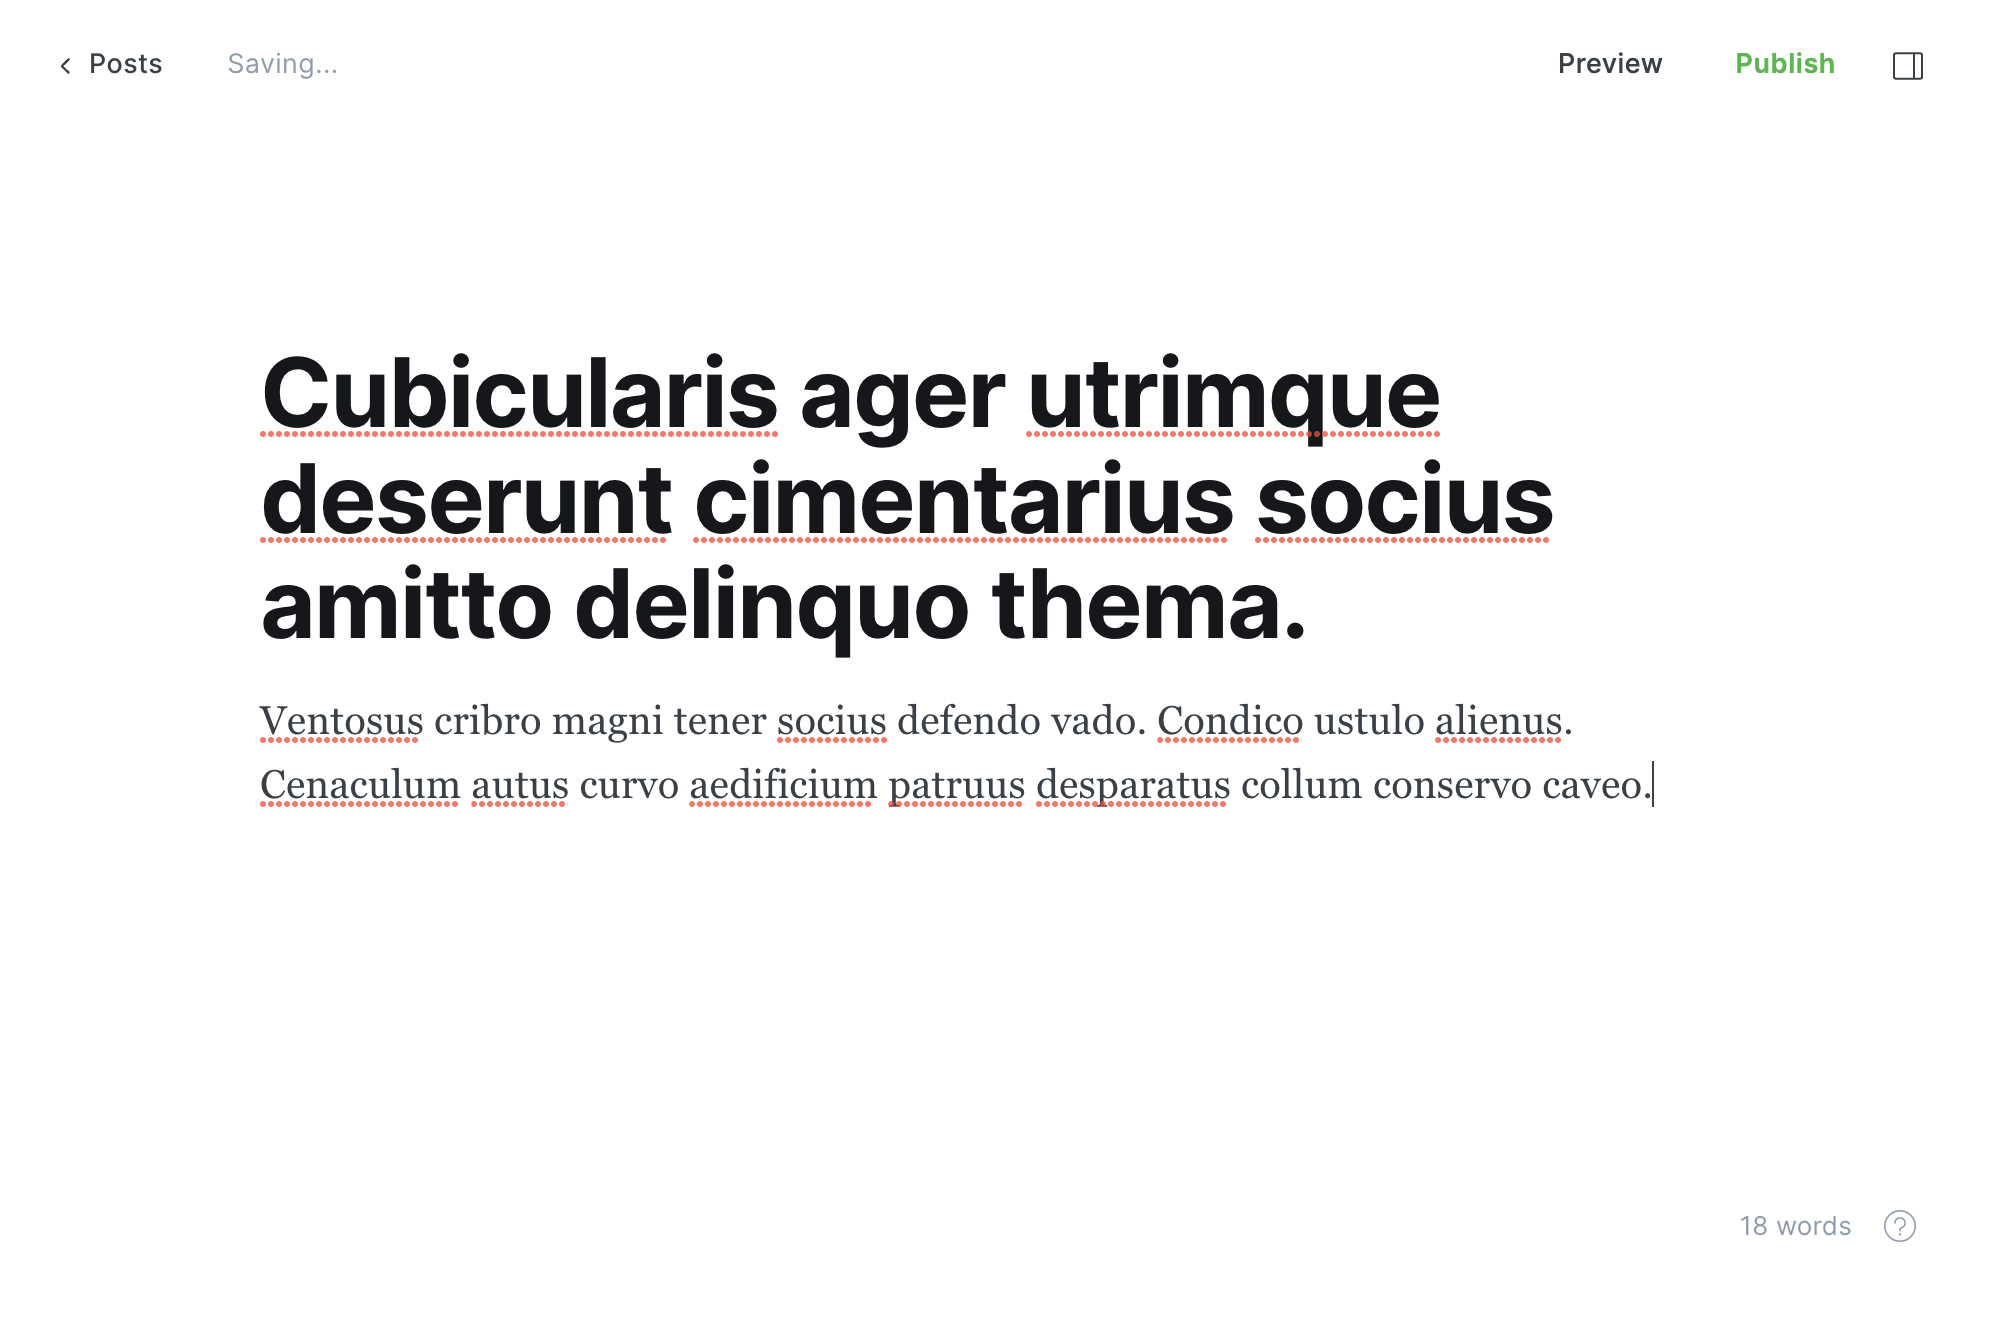 Posts
Saving...
Preview
Publish
Cubicularis ager utrimque
deserunt cimentarius socius
amitto delinquo thema.
Ventosus cribro magni tener socius defendo vado. Condico ustulo alienus.
Cenaculum autus curvo aedificium patruus desparatus collum conservo caveo.
18 words
?